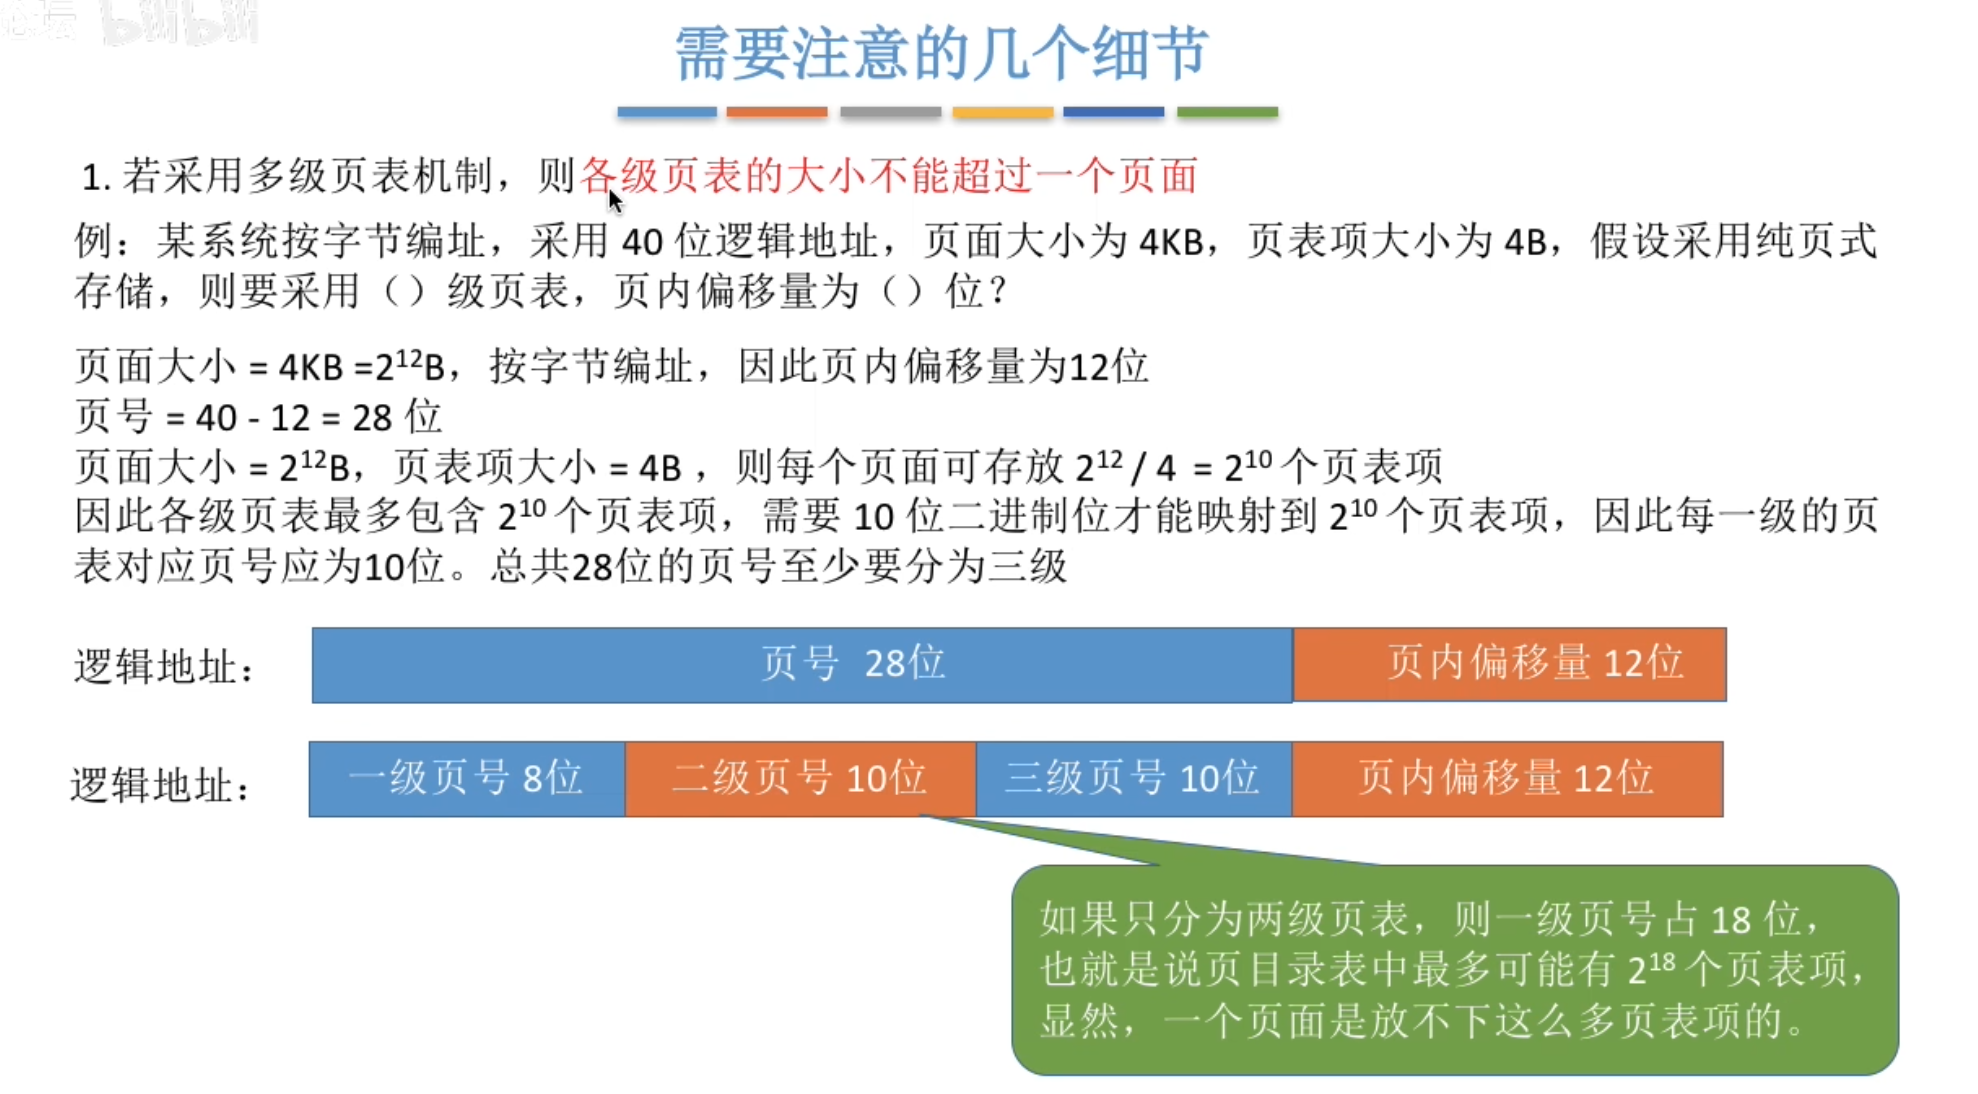 bilibili
需要注意的几个细节
1. 若采用多级页表机制，则各级页表的大小不能超过一个页面
例：某系统按字节编址，采用 40 位逻辑地址，页面大小为 4KB，页表项大小为 4B，假设采用纯页式
存储，则要采用（）级页表，页内偏移量为（）位？
页面大小 = 4KB =2¹²B，按字节编址，因此页内偏移量为12位
页号 = 40 - 12 = 28 位
页面大小 = 2¹²B，页表项大小 = 4B ，则每个页面可存放 2¹² / 4 = 2¹⁰ 个页表项
因此各级页表最多包含 2¹⁰ 个页表项，需要 10 位二进制位才能映射到 2¹⁰ 个页表项，因此每一级的页
表对应页号应为10位。总共28位的页号至少要分为三级
逻辑地址： 页号 28位 页内偏移量 12位
逻辑地址： 一级页号 8位 二级页号 10位 三级页号 10位 页内偏移量 12位
如果只分为两级页表，则一级页号占 18 位，
也就是说页目录表中最多可能有 2¹⁸ 个页表项，
显然，一个页面是放不下这么多页表项的。